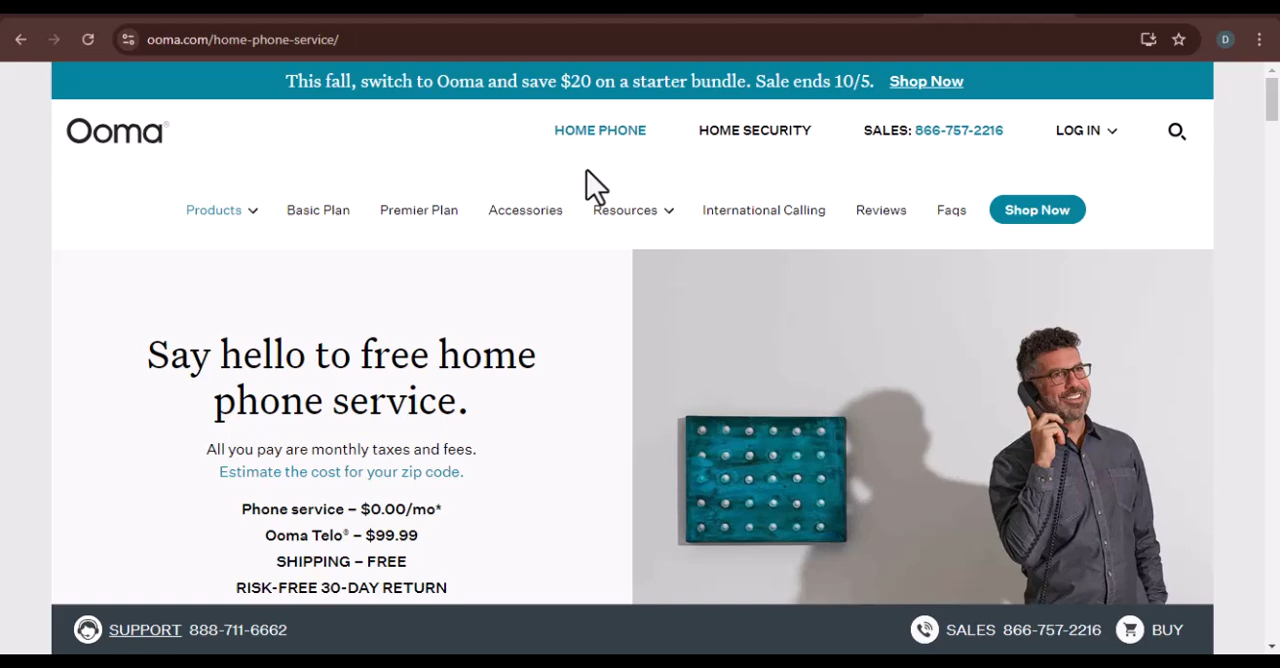 ooma.com/home-phone-service/
D
This fall, switch to Ooma and save $20 on a starter bundle. Sale ends 10/5. Shop Now
Ooma®
HOME PHONE HOME SECURITY SALES: 866-757-2216 LOG IN
Products Basic Plan Premier Plan Accessories Resources International Calling Reviews Faqs Shop Now
Say hello to free home
phone service.
All you pay are monthly taxes and fees.
Estimate the cost for your zip code.
Phone service – $0.00/mo*
Ooma Telo® – $99.99
SHIPPING – FREE
RISK-FREE 30-DAY RETURN
SUPPORT 888-711-6662 SALES 866-757-2216 BUY